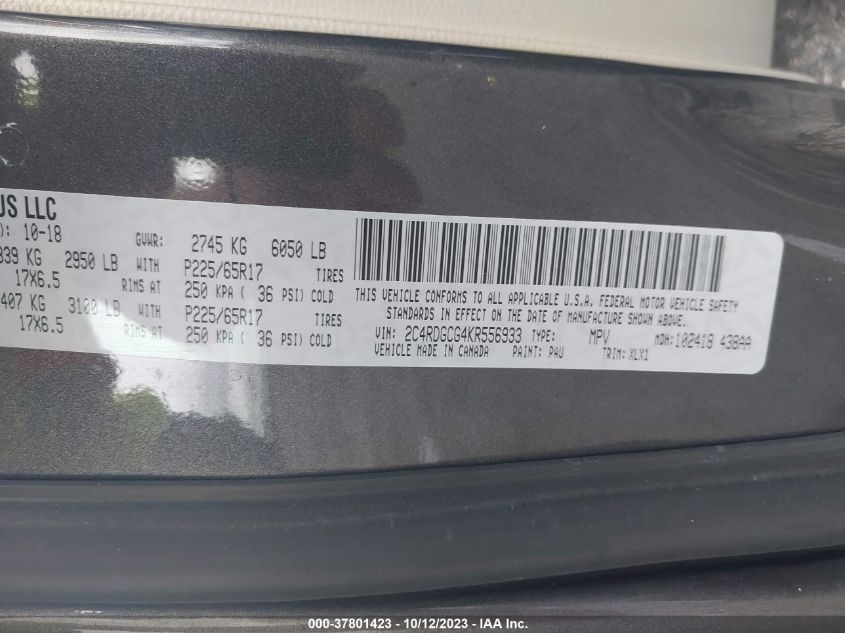 US LLC
): 10-18 GVWR: 2745 KG 6050 LB
339 KG 2950 LB WITH P225/65R17 TIRES
17X6.5 RIMS AT 250 KPA ( 36 PSI) COLD
407 KG 3100 LB WITH P225/65R17 TIRES
17X6.5 RIMS AT 250 KPA ( 36 PSI) COLD
THIS VEHICLE CONFORMS TO ALL APPLICABLE U.S.A. FEDERAL MOTOR VEHICLE SAFETY
STANDARDS IN EFFECT ON THE DATE OF MANUFACTURE SHOWN ABOVE.
VIN: 2C4RDGCG4KR556933 TYPE: MPV MDH: 102418 438AA
VEHICLE MADE IN CANADA PAINT: PAU TRIM: XLX1
000-37801423 - 10/12/2023 - IAA Inc.